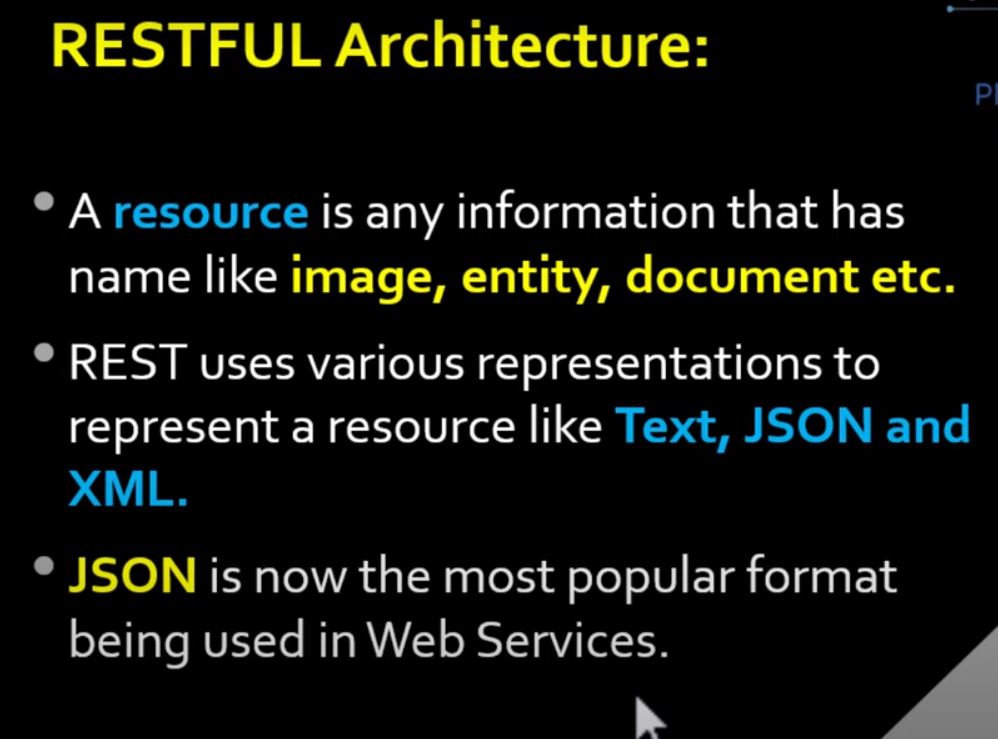 RESTFUL Architecture:
A resource is any information that has
name like image, entity, document etc.
REST uses various representations to
represent a resource like Text, JSON and
XML.
JSON is now the most popular format
being used in Web Services.